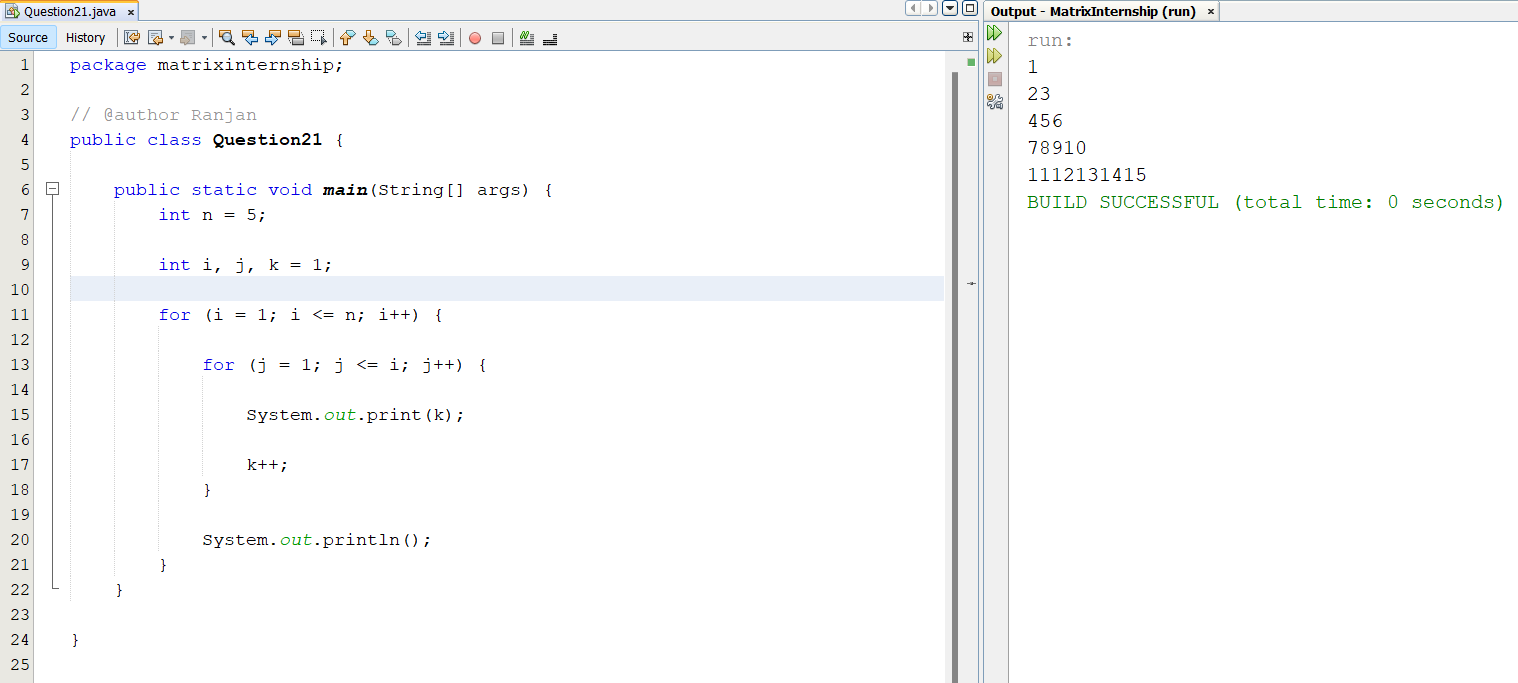 Question21.java ×
Source History
1 package matrixinternship;
2
3 // @author Ranjan
4 public class Question21 {
5
6 public static void main(String[] args) {
7 int n = 5;
8
9 int i, j, k = 1;
10
11 for (i = 1; i <= n; i++) {
12
13 for (j = 1; j <= i; j++) {
14
15 System.out.print(k);
16
17 k++;
18 }
19
20 System.out.println();
21 }
22 }
23
24 }
25
Output - MatrixInternship (run) ×
run:
1
23
456
78910
1112131415
BUILD SUCCESSFUL (total time: 0 seconds)